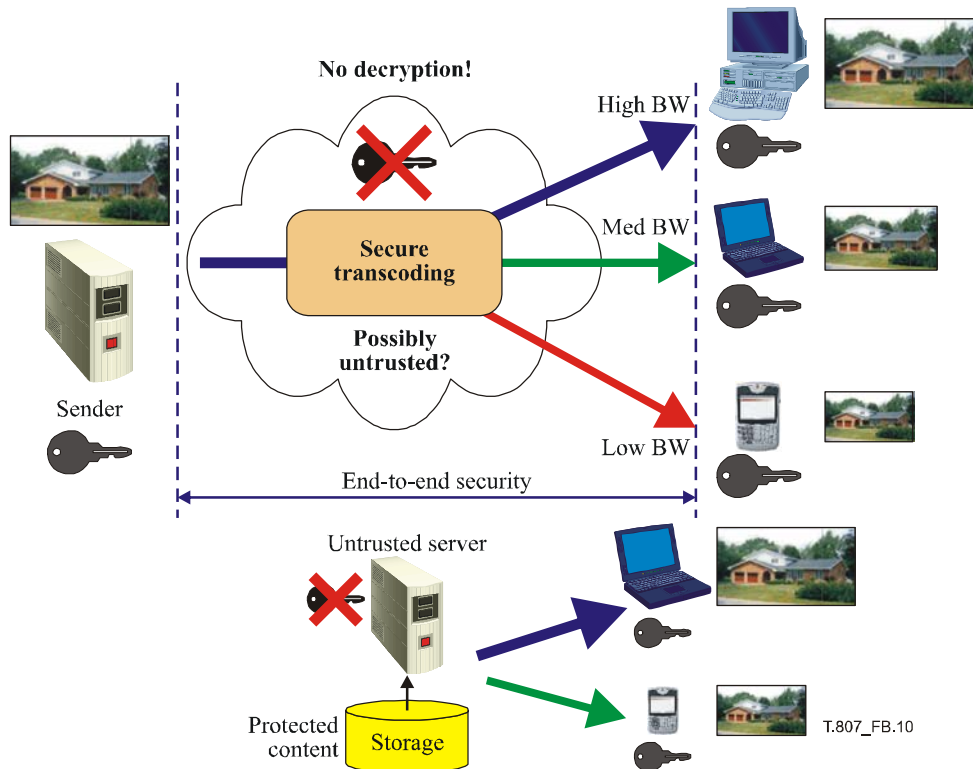 No decryption!
High BW
Med BW
Secure
transcoding
Possibly
untrusted?
Sender
Low BW
End-to-end security
Untrusted server
Protected
content
Storage
T.807_FB.10